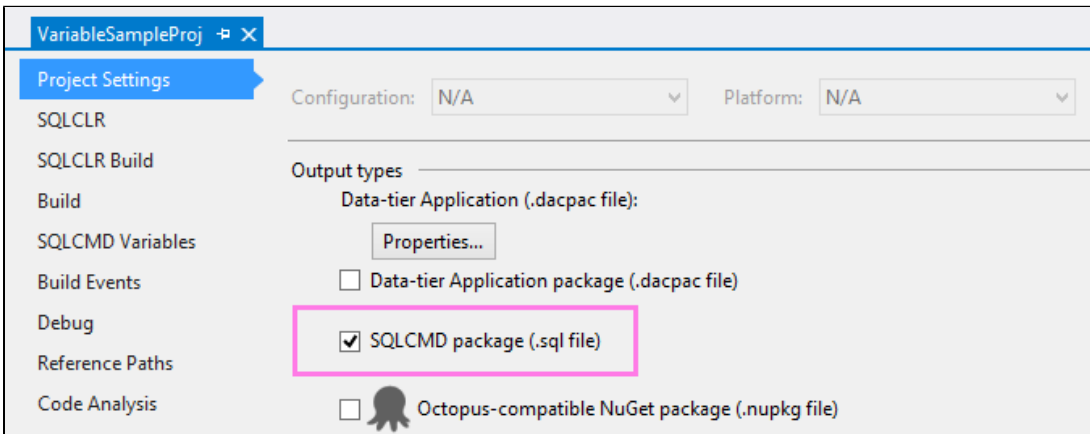 VariableSampleProj
Project Settings
Configuration: N/A Platform: N/A
SQLCLR
SQLCLR Build
Output types
Build
Data-tier Application (.dacpac file):
SQLCMD Variables
Properties...
Build Events
Data-tier Application package (.dacpac file)
Debug
SQLCMD package (.sql file)
Reference Paths
Code Analysis
Octopus-compatible NuGet package (.nupkg file)